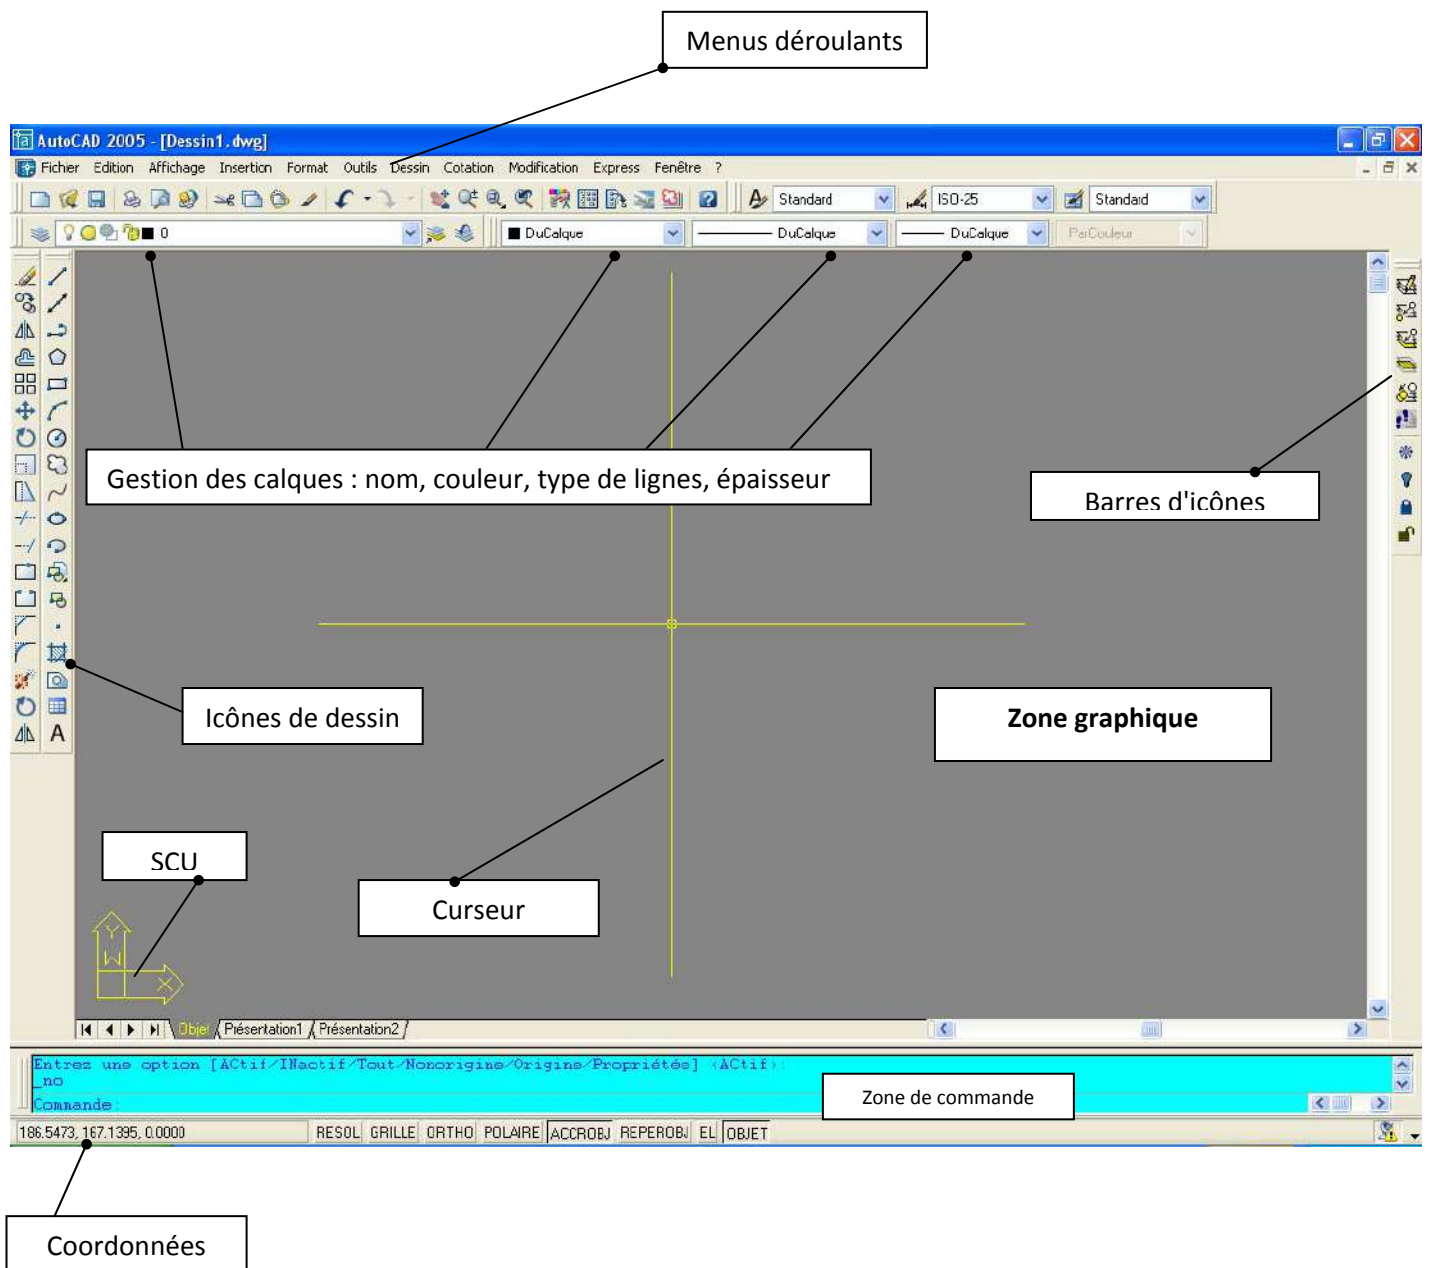 Menus déroulants
AutoCAD 2005 - [Dessin1.dwg]
Fichier Edition Affichage Insertion Format Outils Dessin Cotation Modification Express Fenêtre ?
Standard ISO-25 Standard
0 DuCalque DuCalque DuCalque ParCouleur
Gestion des calques : nom, couleur, type de lignes, épaisseur
Barres d'icônes
Icônes de dessin
Zone graphique
A
SCU
Curseur
Y
W
X
Objet Présentation1 Présentation2
Entrez une option [ACtif/INactif/Tout/Nonorigine/Origine/Propriétés] <ACtif>:
_no
Commande:
Zone de commande
186.5473, 167.1395, 0.0000 RESOL GRILLE ORTHO POLAIRE ACCROBJ REPEROBJ EL OBJET
Coordonnées